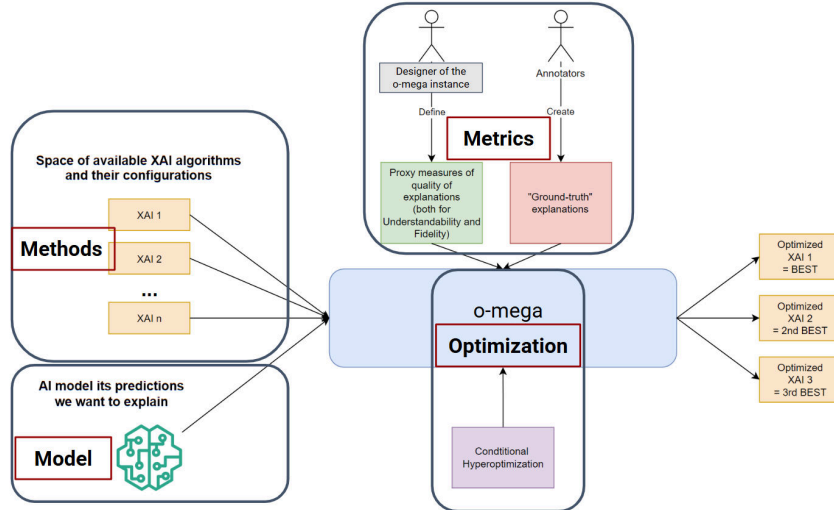 Designer of the
o-mega instance
Annotators
Define
Create
Metrics
Proxy measures of
quality of
explanations
(both for
Understandability and
Fidelity)
"Ground-truth"
explanations
Space of available XAI algorithms
and their configurations
XAI 1
Methods
XAI 2
...
XAI n
o-mega
Optimization
Optimized
XAI 1
= BEST
Optimized
XAI 2
= 2nd BEST
Optimized
XAI 3
= 3rd BEST
AI model its predictions
we want to explain
Model
Condtitional
Hyperoptimization